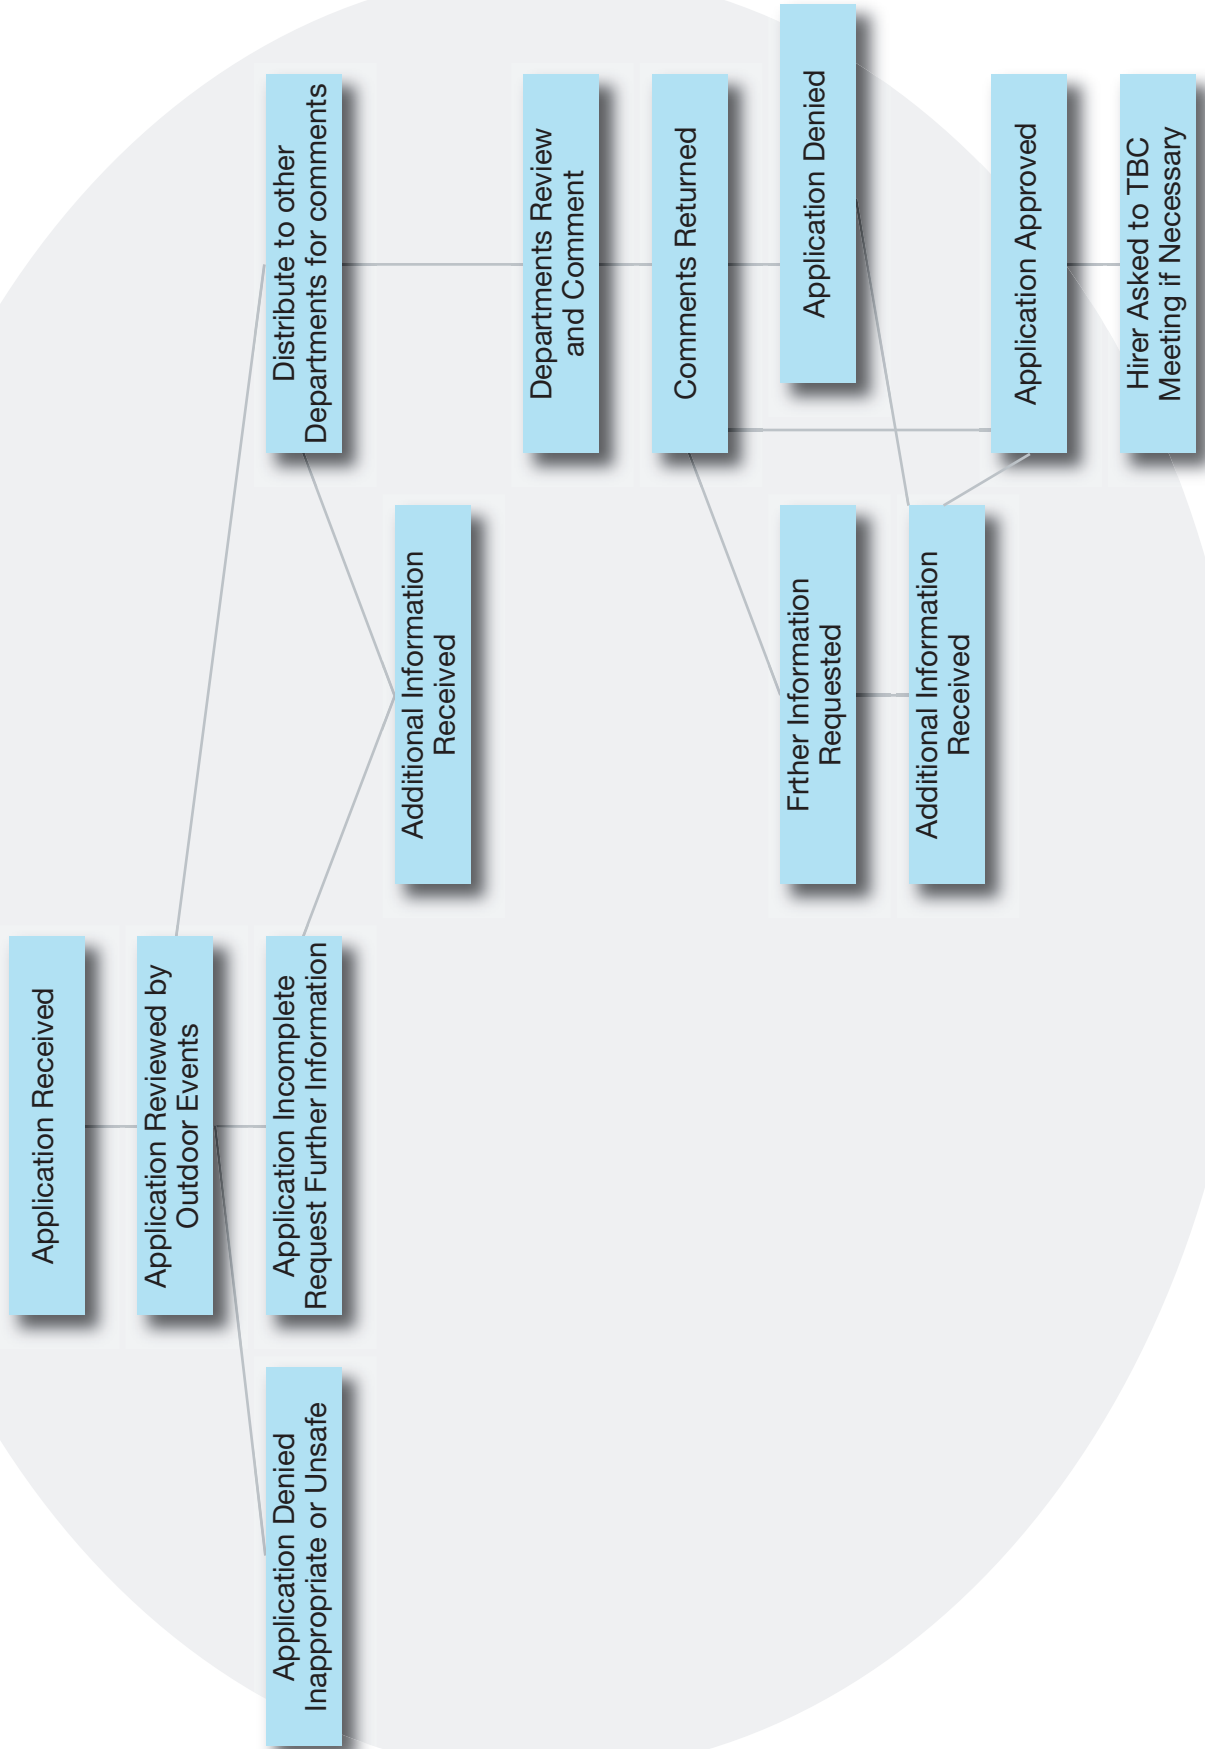 Application Received
Application Reviewed by
Outdoor Events
Application Denied
Inappropriate or Unsafe
Application Incomplete
Request Further Information
Distribute to other
Departments for comments
Additional Information
Received
Departments Review
and Comment
Comments Returned
Frther Information
Requested
Application Denied
Additional Information
Received
Application Approved
Hirer Asked to TBC
Meeting if Necessary